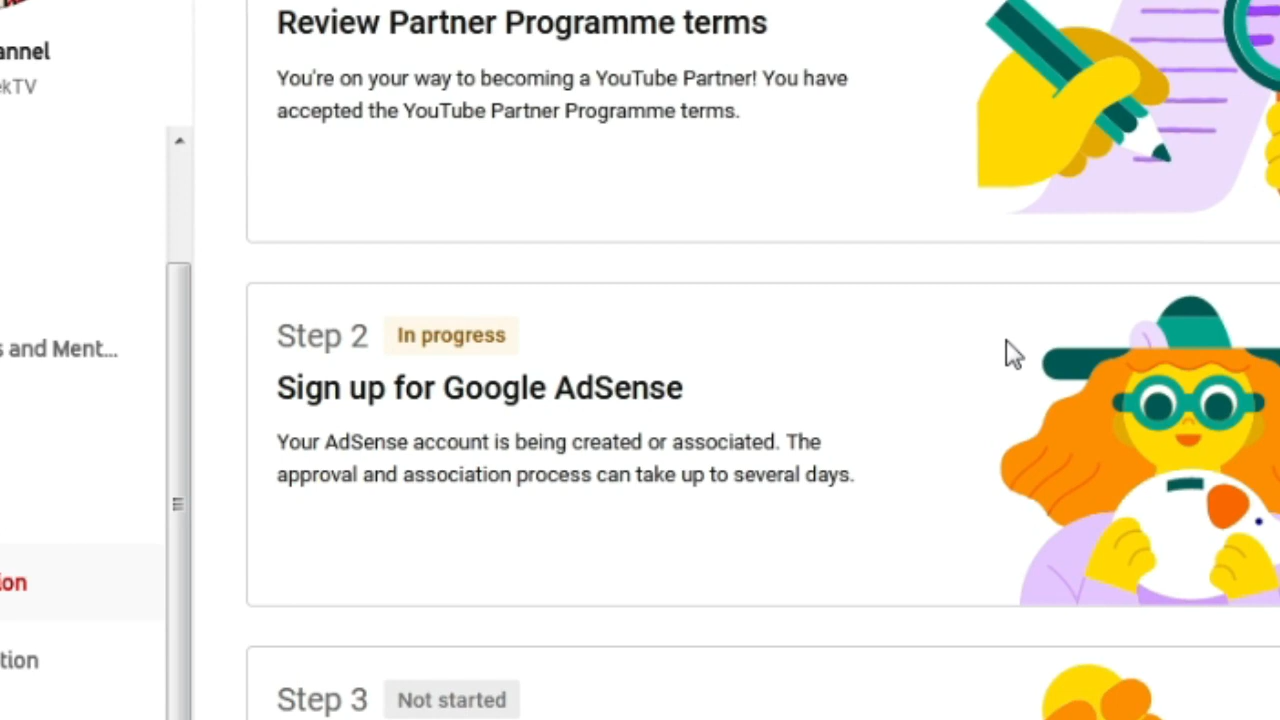 Review Partner Programme terms
annel
You're on your way to becoming a YouTube Partner! You have
kTV
accepted the YouTube Partner Programme terms.
Step 2 In progress
s and Ment...
Sign up for Google AdSense
Your AdSense account is being created or associated. The
approval and association process can take up to several days.
ion
tion
Step 3 Not started